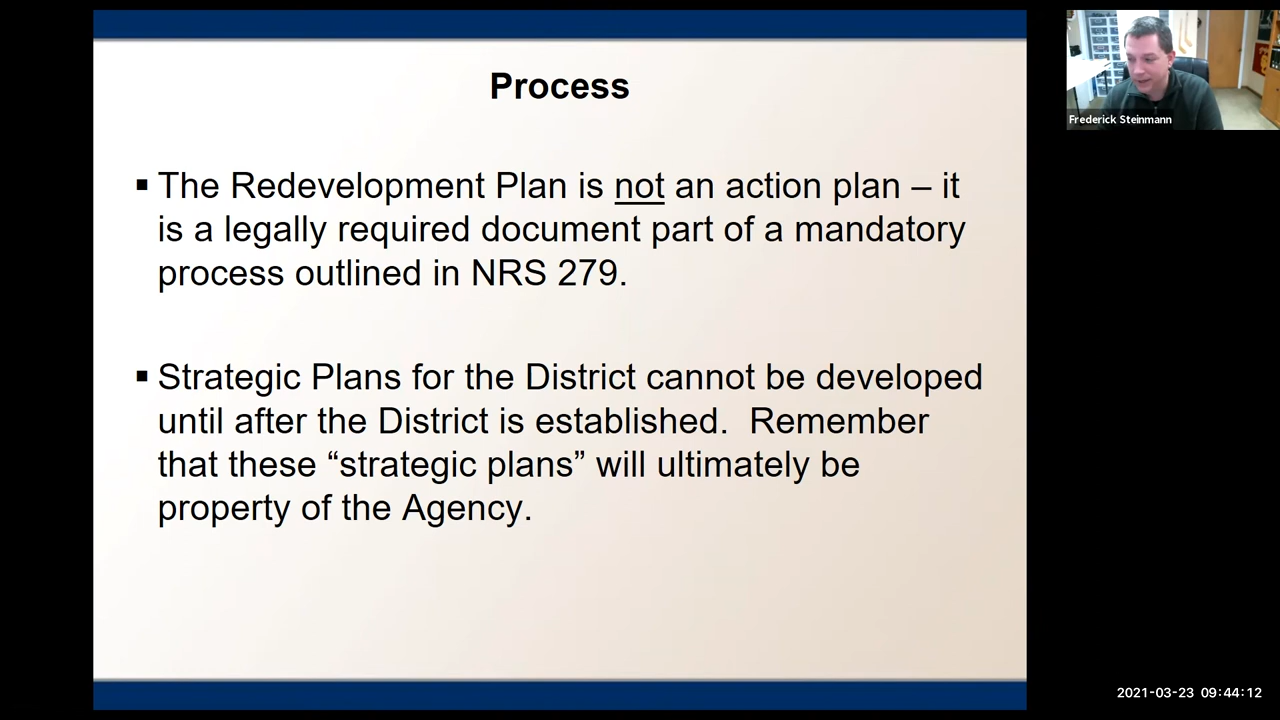 Process
▪ The Redevelopment Plan is not an action plan – it
is a legally required document part of a mandatory
process outlined in NRS 279.
▪ Strategic Plans for the District cannot be developed
until after the District is established.  Remember
that these “strategic plans” will ultimately be
property of the Agency.
Frederick Steinmann
2021-03-23 09:44:12